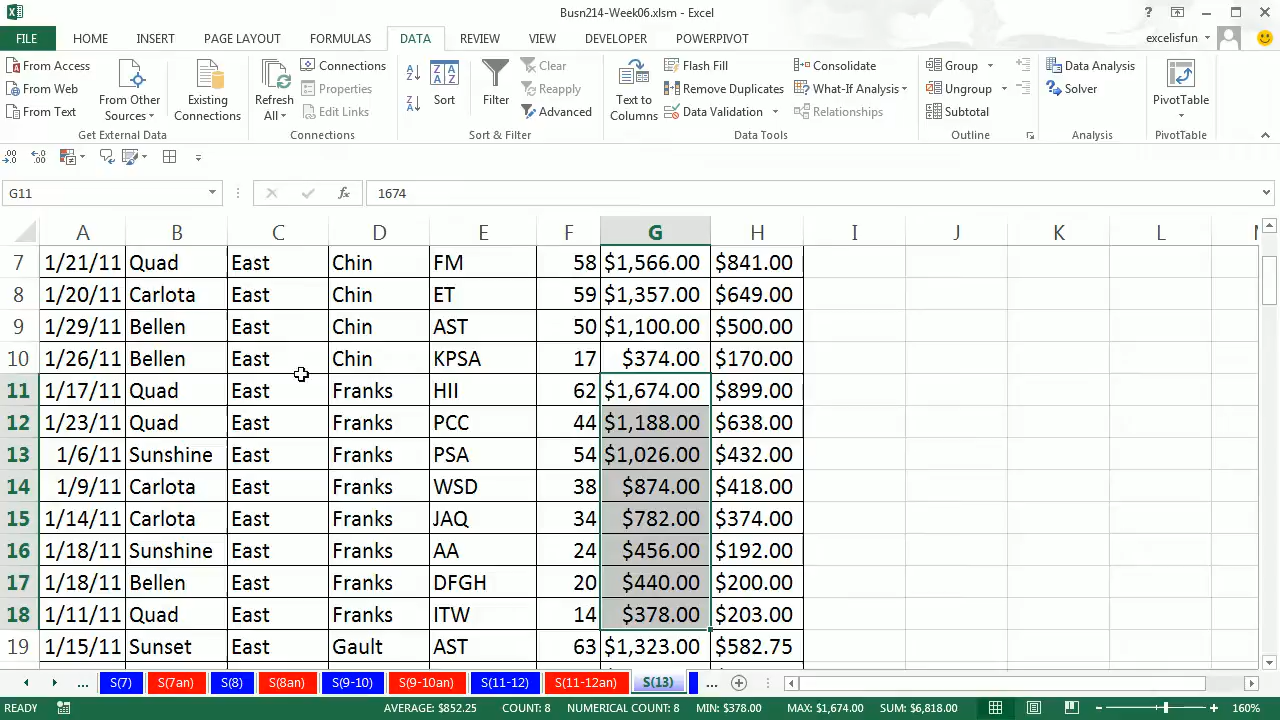 Busn214-Week06.xlsm - Excel
FILE HOME INSERT PAGE LAYOUT FORMULAS DATA REVIEW VIEW DEVELOPER POWERPIVOT excelisfun
From Access
From Web
From Text
From Other Sources
Existing Connections
Get External Data
Refresh All
Connections
Properties
Edit Links
Connections
Sort
Filter
Clear
Reapply
Advanced
Sort & Filter
Text to Columns
Flash Fill
Remove Duplicates
Data Validation
Consolidate
What-If Analysis
Relationships
Data Tools
Group
Ungroup
Subtotal
Outline
Data Analysis
Solver
Analysis
PivotTable
PivotTable
G11 fx 1674
A B C D E F G H I J K L
7 1/21/11 Quad East Chin FM 58 $1,566.00 $841.00
8 1/20/11 Carlota East Chin ET 59 $1,357.00 $649.00
9 1/29/11 Bellen East Chin AST 50 $1,100.00 $500.00
10 1/26/11 Bellen East Chin KPSA 17 $374.00 $170.00
11 1/17/11 Quad East Franks HII 62 $1,674.00 $899.00
12 1/23/11 Quad East Franks PCC 44 $1,188.00 $638.00
13 1/6/11 Sunshine East Franks PSA 54 $1,026.00 $432.00
14 1/9/11 Carlota East Franks WSD 38 $874.00 $418.00
15 1/14/11 Carlota East Franks JAQ 34 $782.00 $374.00
16 1/18/11 Sunshine East Franks AA 24 $456.00 $192.00
17 1/18/11 Bellen East Franks DFGH 20 $440.00 $200.00
18 1/11/11 Quad East Franks ITW 14 $378.00 $203.00
19 1/15/11 Sunset East Gault AST 63 $1,323.00 $582.75
... S(7) S(7an) S(8) S(8an) S(9-10) S(9-10an) S(11-12) S(11-12an) S(13) ...
READY AVERAGE: $852.25 COUNT: 8 NUMERICAL COUNT: 8 MIN: $378.00 MAX: $1,674.00 SUM: $6,818.00 160%